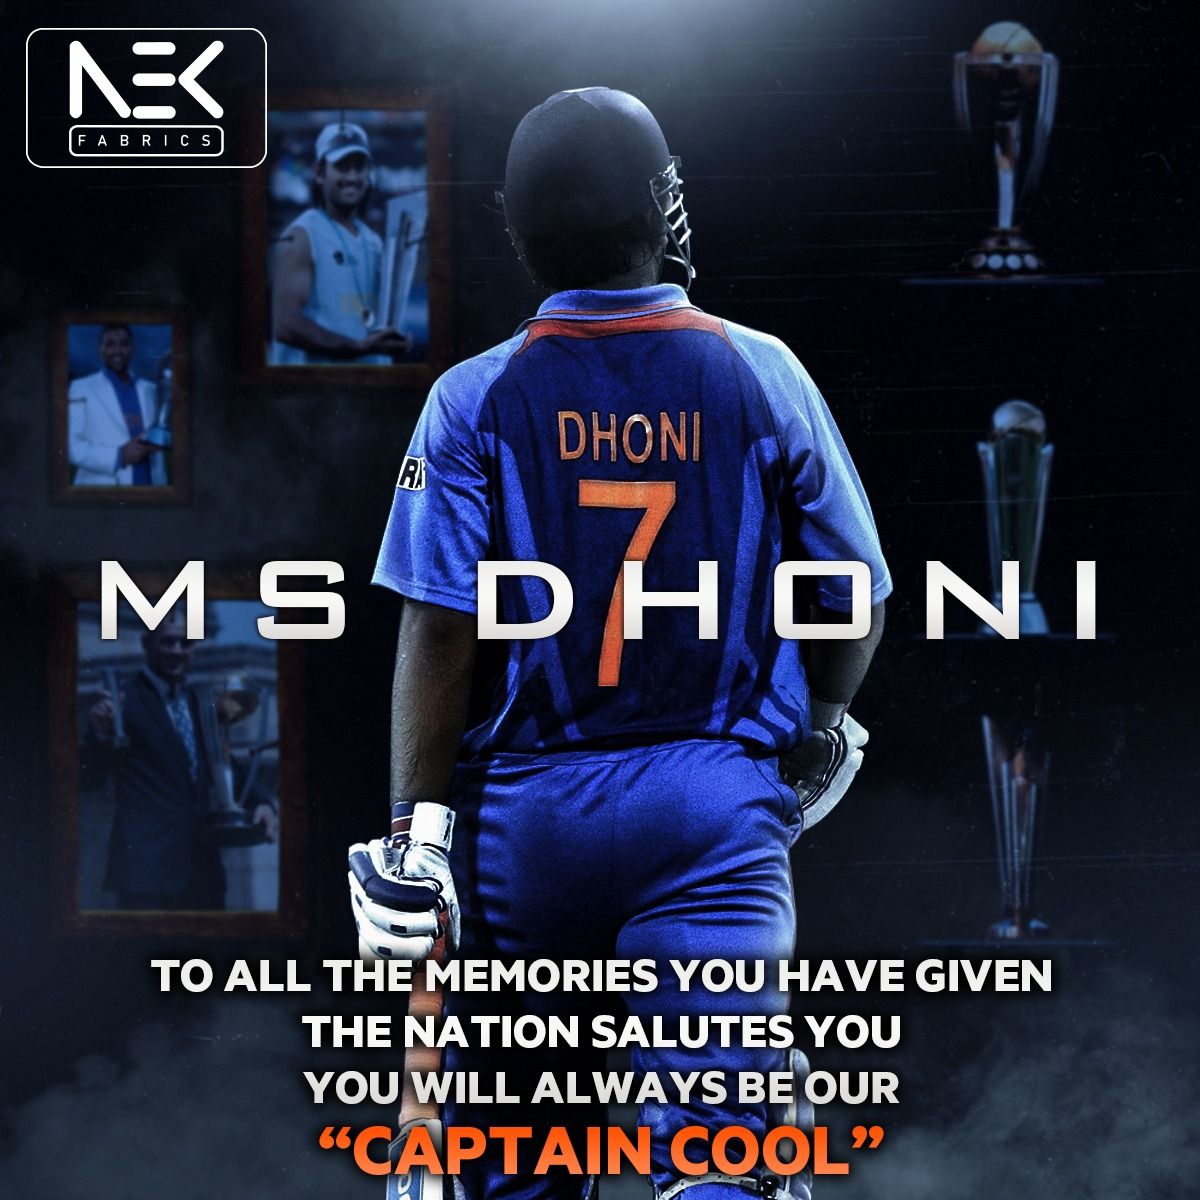 NEK
FABRICS
DHONI
7
MS DHONI
TO ALL THE MEMORIES YOU HAVE GIVEN
THE NATION SALUTES YOU
YOU WILL ALWAYS BE OUR
“CAPTAIN COOL”